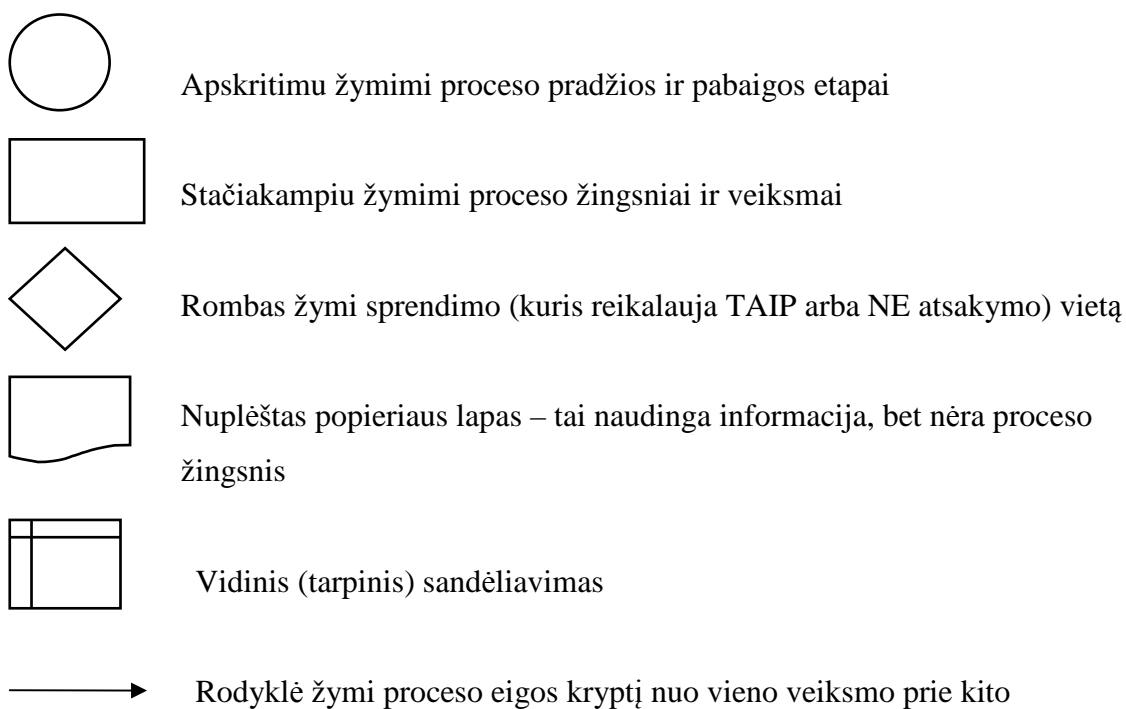 Apskritimu žymimi proceso pradžios ir pabaigos etapai
Stačiakampiu žymimi proceso žingsniai ir veiksmai
Rombas žymi sprendimo (kuris reikalauja TAIP arba NE atsakymo) vietą
Nuplėštas popieriaus lapas – tai naudinga informacija, bet nėra proceso
žingsnis
Vidinis (tarpinis) sandėliavimas
Rodyklė žymi proceso eigos kryptį nuo vieno veiksmo prie kito